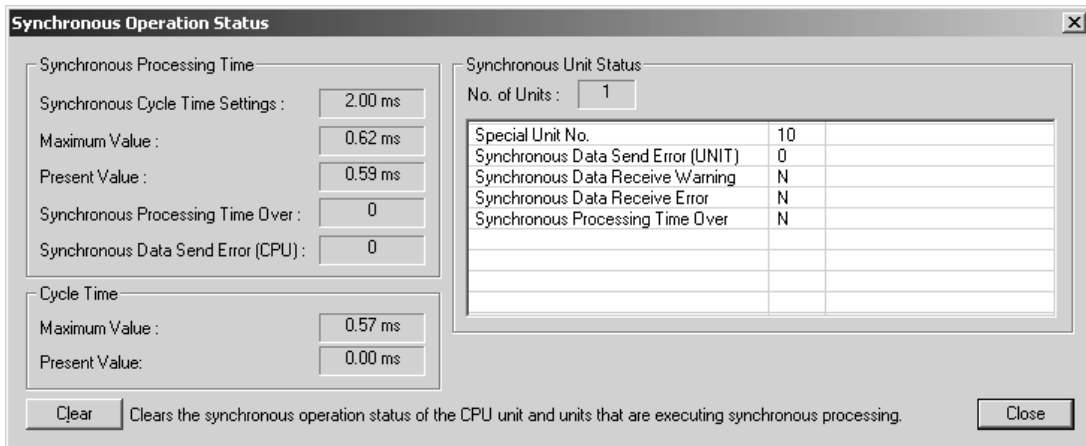 Synchronous Operation Status
Synchronous Processing Time
Synchronous Cycle Time Settings : 2.00 ms
Maximum Value : 0.62 ms
Present Value : 0.59 ms
Synchronous Processing Time Over : 0
Synchronous Data Send Error (CPU) : 0
Cycle Time
Maximum Value : 0.57 ms
Present Value: 0.00 ms
Synchronous Unit Status
No. of Units : 1
Special Unit No. 10
Synchronous Data Send Error (UNIT) 0
Synchronous Data Receive Warning N
Synchronous Data Receive Error N
Synchronous Processing Time Over N
Clear Clears the synchronous operation status of the CPU unit and units that are executing synchronous processing. Close